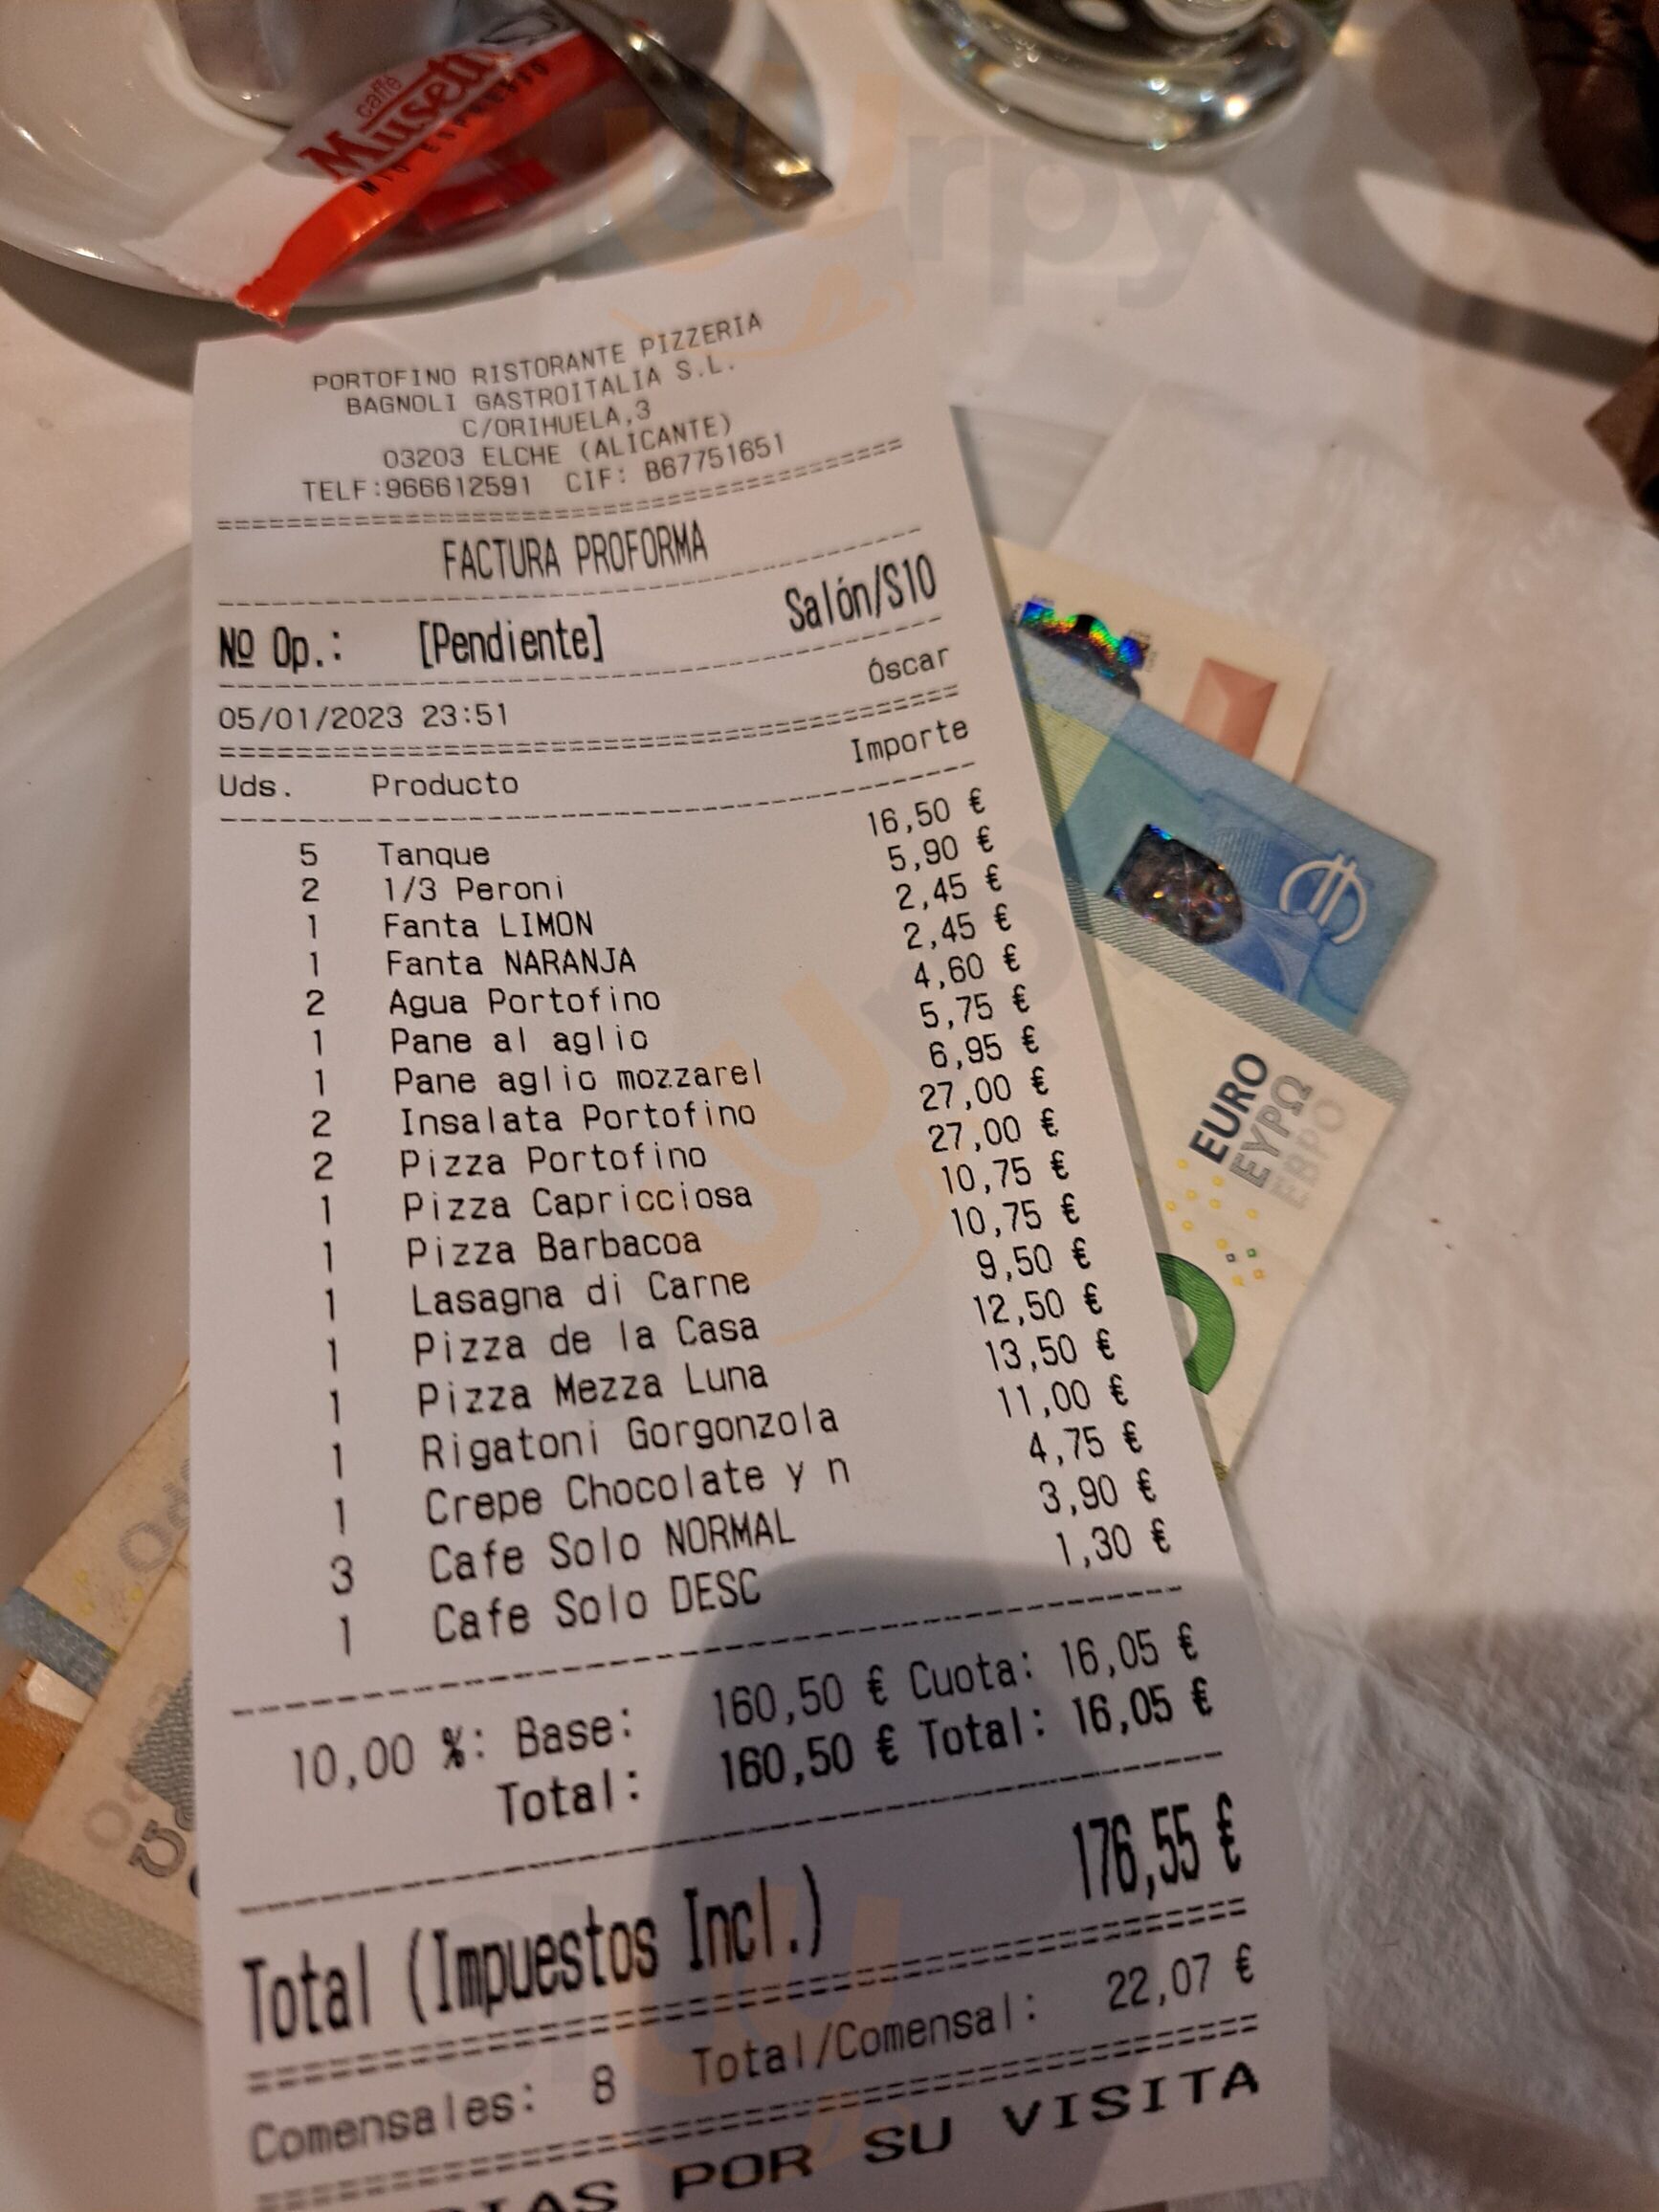 caffè
Musetti
MIO ESPRESSO
PORTOFINO RISTORANTE PIZZERIA
BAGNOLI GASTROITALIA S.L.
C/ORIHUELA,3
03203 ELCHE (ALICANTE)
TELF:966612591 CIF: B67751651
FACTURA PROFORMA
Nº Op.: [Pendiente] Salón/S10
05/01/2023 23:51 Óscar
Uds. Producto Importe
5 Tanque 16,50 €
2 1/3 Peroni 5,90 €
1 Fanta LIMON 2,45 €
1 Fanta NARANJA 2,45 €
2 Agua Portofino 4,60 €
1 Pane al aglio 5,75 €
1 Pane aglio mozzarel 6,95 €
2 Insalata Portofino 27,00 €
2 Pizza Portofino 27,00 €
1 Pizza Capricciosa 10,75 €
1 Pizza Barbacoa 10,75 €
1 Lasagna di Carne 9,50 €
1 Pizza de la Casa 12,50 €
1 Pizza Mezza Luna 13,50 €
1 Rigatoni Gorgonzola 11,00 €
1 Crepe Chocolate y n 4,75 €
3 Cafe Solo NORMAL 3,90 €
1 Cafe Solo DESC 1,30 €
10,00 %: Base: 160,50 € Cuota: 16,05 €
Total: 160,50 € Total: 16,05 €
Total (Impuestos Incl.) 176,55 €
Comensales: 8 Total/Comensal: 22,07 €
POR SU VISITA
EURO
ΕΥΡΩ
ЕВРО